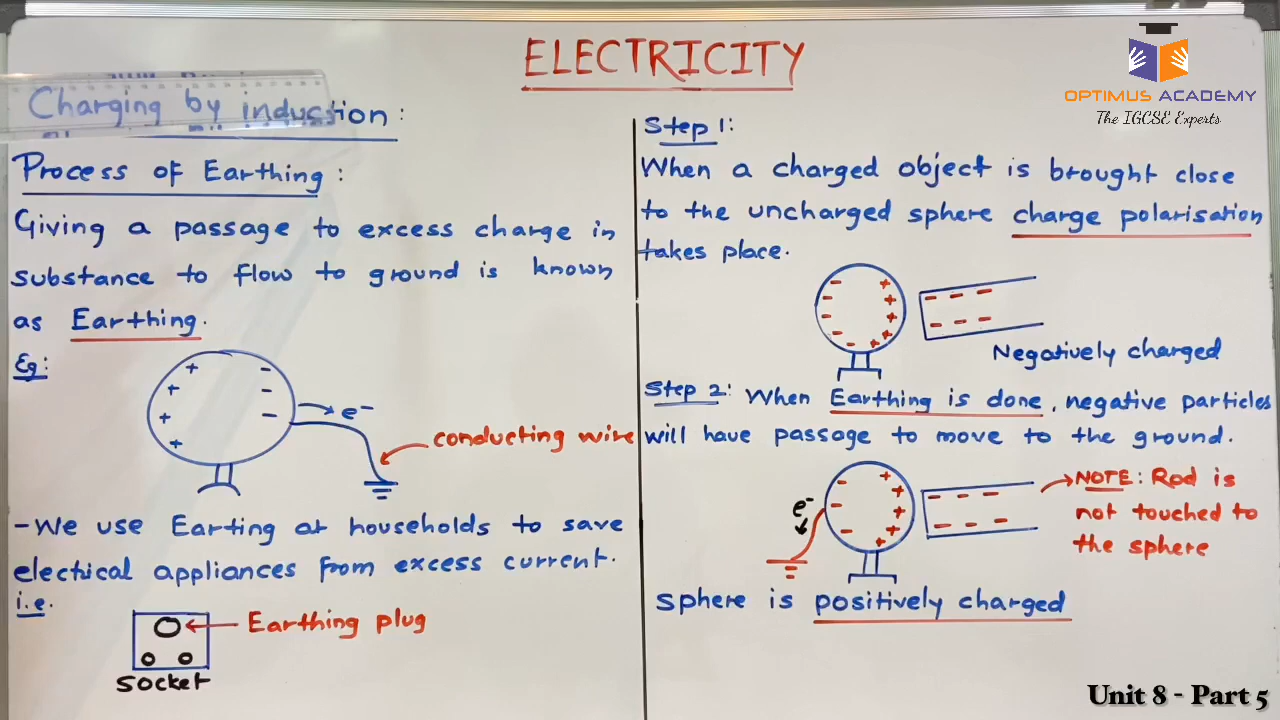 ELECTRICITY
OPTIMUS ACADEMY
The IGCSE Experts
Charging by induction:
Process of Earthing:
Giving a passage to excess charge in
substance to flow to ground is known
as Earthing.
Eg:
+ -
+ -
+ -
+
e-
conducting wire
-We use Earting at households to save
electrical appliances from excess current.
i.e.
Earthing plug
Socket
Step 1:
When a charged object is brought close
to the uncharged sphere charge polarisation
takes place.
Negatively charged
Step 2: When Earthing is done, negative particles
will have passage to move to the ground.
e-
NOTE: Rod is
not touched to
the sphere
Sphere is positively charged
Unit 8 - Part 5